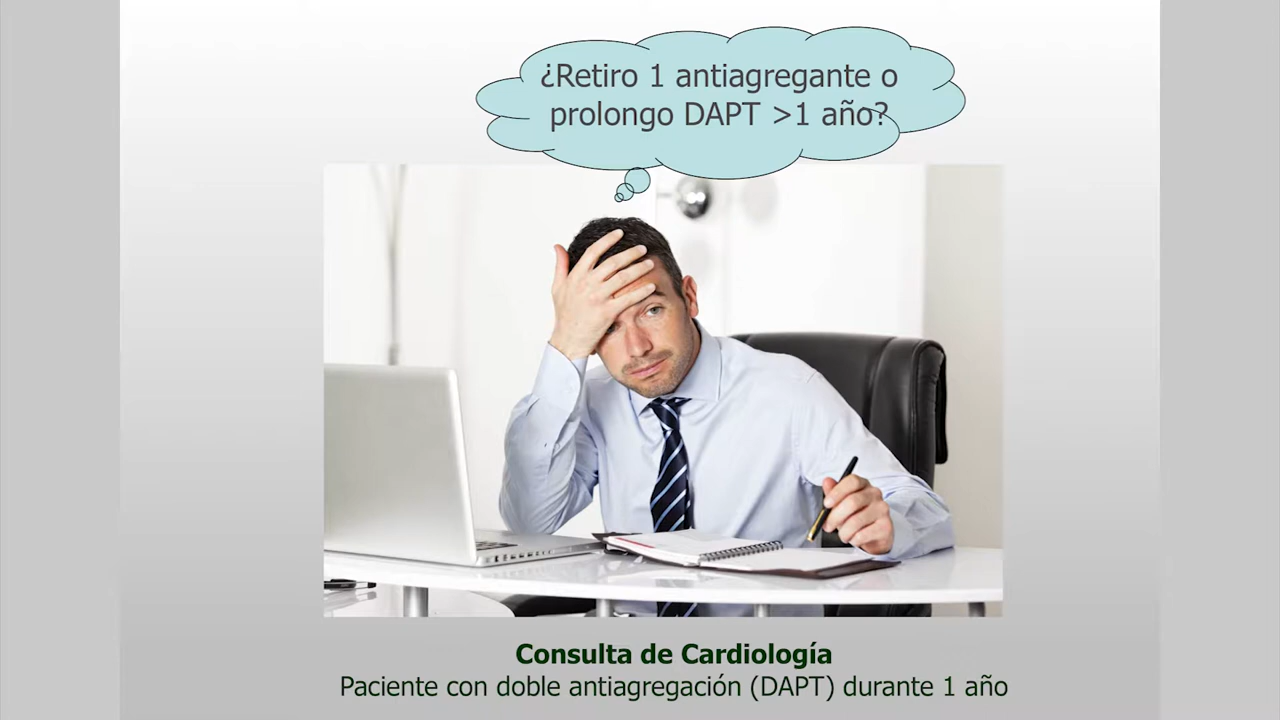 ¿Retiro 1 antiagregante o
prolongo DAPT >1 año?
Consulta de Cardiología
Paciente con doble antiagregación (DAPT) durante 1 año